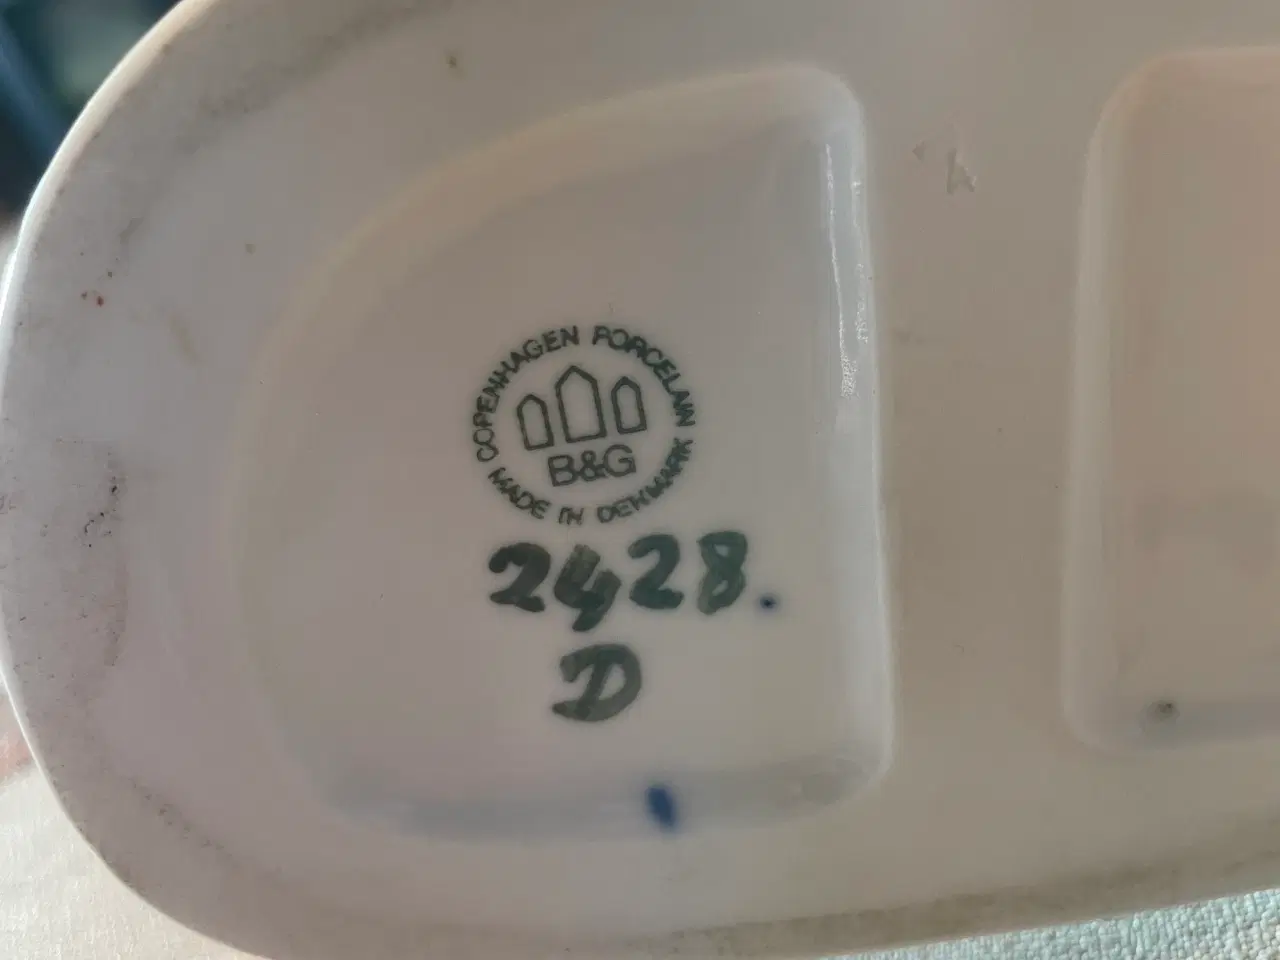 COPENHAGEN PORCELAIN
B&G
MADE IN DENMARK
2428.
D